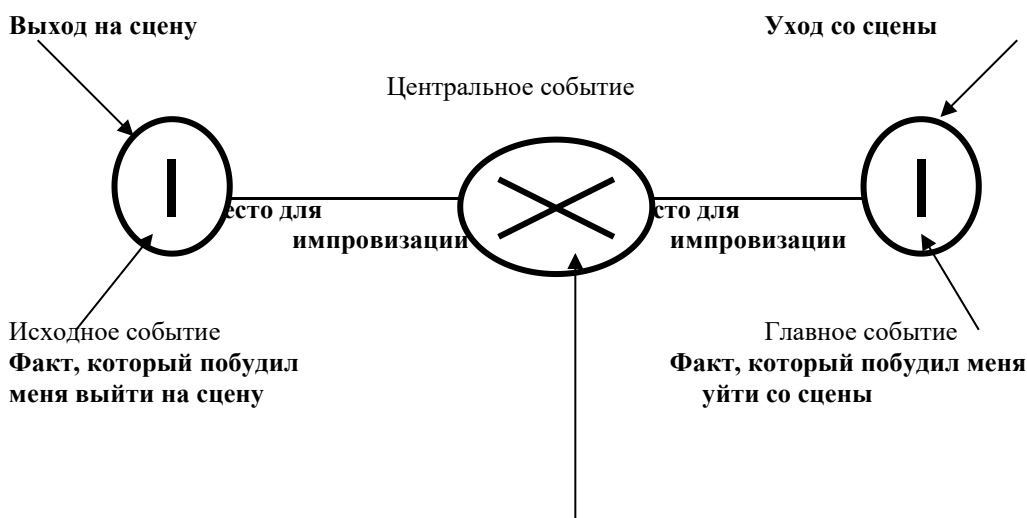 Выход на сцену
Уход со сцены
Центральное событие
есто для
импровизации
сто для
импровизации
Исходное событие
Факт, который побудил
меня выйти на сцену
Главное событие
Факт, который побудил меня
уйти со сцены